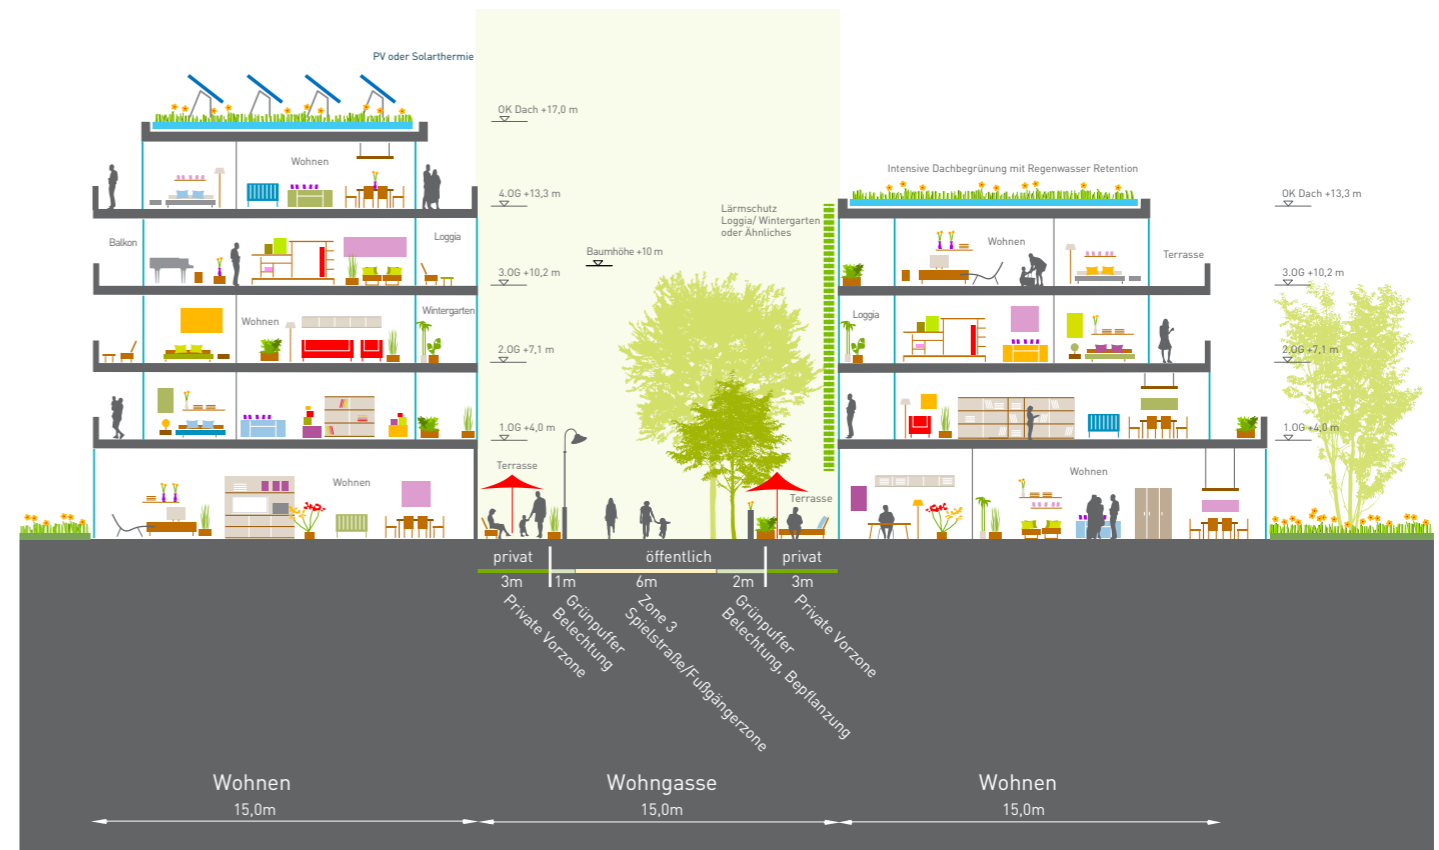 PV oder Solarthermie
OK Dach +17,0 m
Wohnen
4.OG +13,3 m
Balkon
Loggia
3.OG +10,2 m
Wohnen
Wintergarten
2.OG +7,1 m
1.OG +4,0 m
Wohnen
Terrasse
Baumhöhe +10 m
Lärmschutz
Loggia/ Wintergarten
oder Ähnliches
Intensive Dachbegrünung mit Regenwasser Retention
OK Dach +13,3 m
Wohnen
Terrasse
3.OG +10,2 m
Loggia
2.OG +7,1 m
1.OG +4,0 m
Wohnen
Terrasse
privat
öffentlich
privat
3m
1m
6m
2m
3m
Private Vorzone
Grünpuffer
Belechtung
Zone 3
Spielstraße/Fußgängerzone
Grünpuffer
Belechtung, Bepflanzung
Private Vorzone
Wohnen
15,0m
Wohngasse
15,0m
Wohnen
15,0m